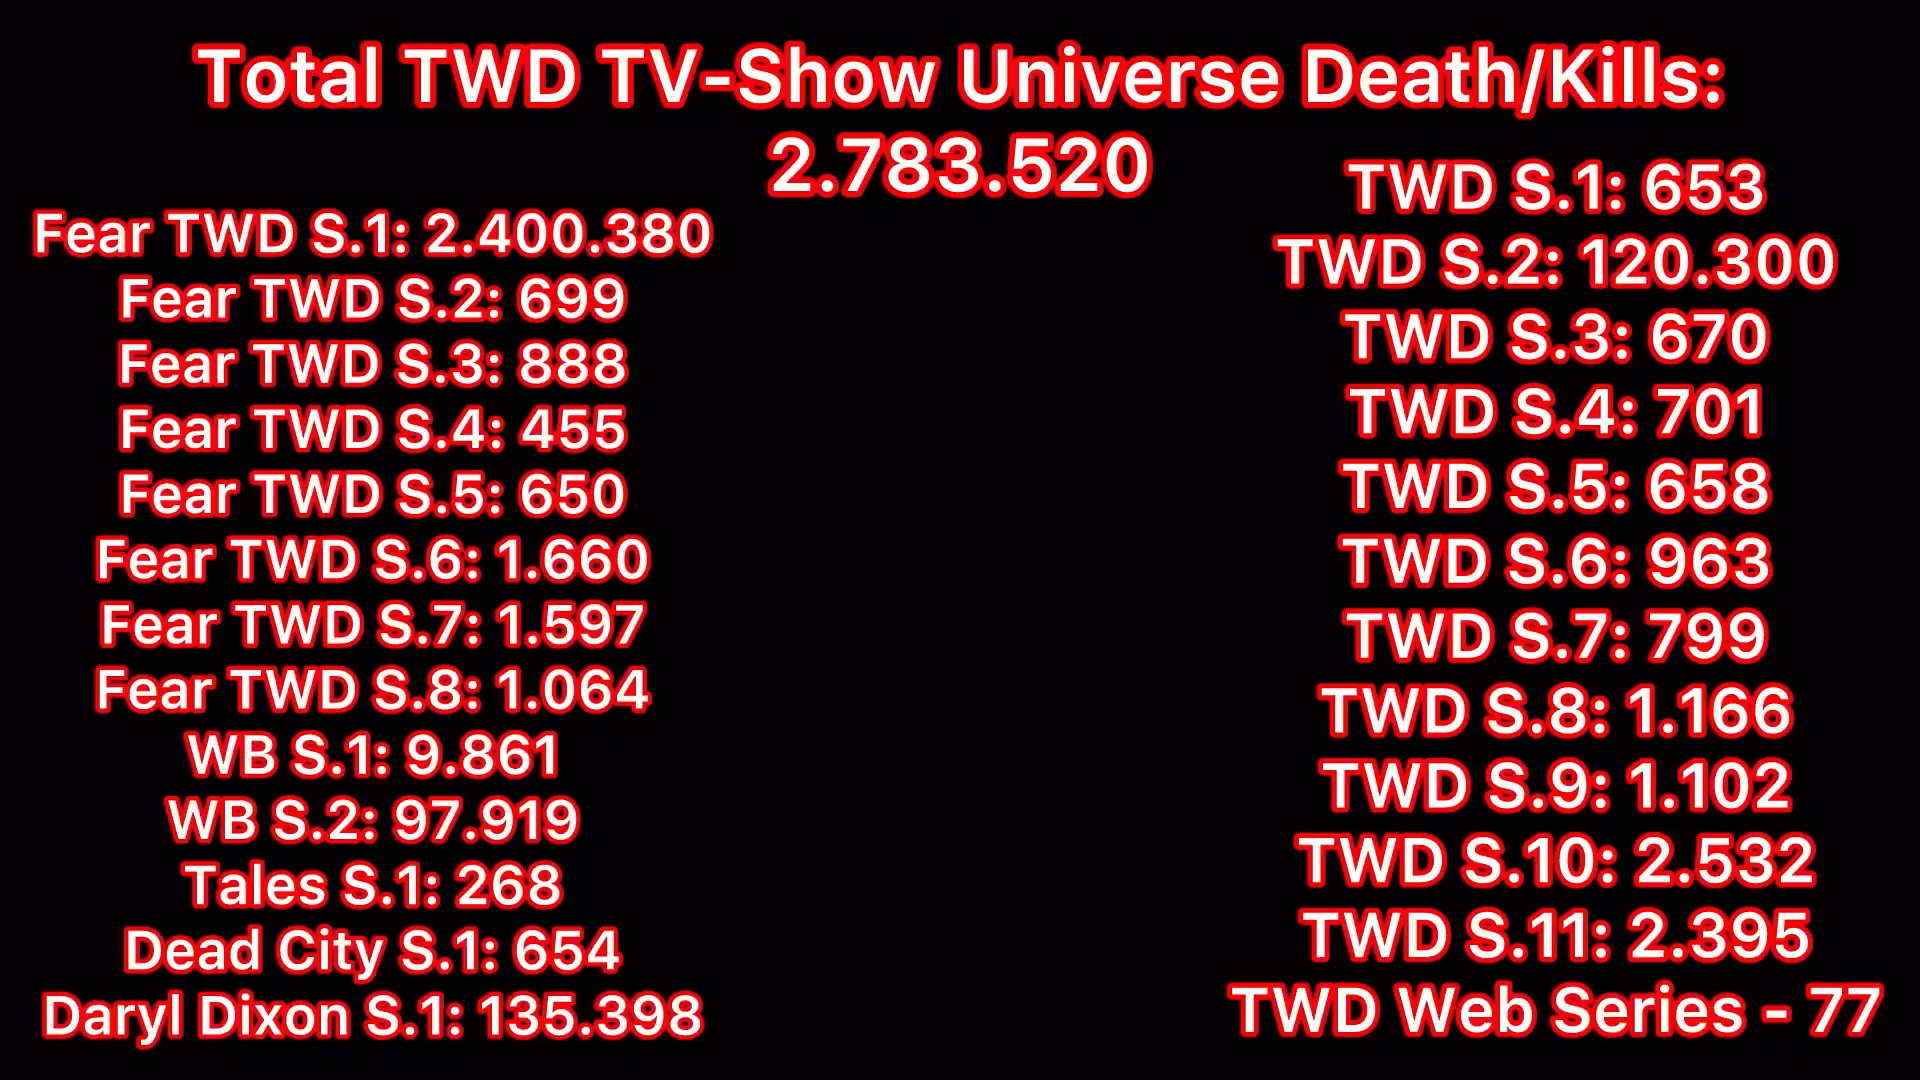 Total TWD TV-Show Universe Death/Kills:
2.783.520
Fear TWD S.1: 2.400.380
Fear TWD S.2: 699
Fear TWD S.3: 888
Fear TWD S.4: 455
Fear TWD S.5: 650
Fear TWD S.6: 1.660
Fear TWD S.7: 1.597
Fear TWD S.8: 1.064
WB S.1: 9.861
WB S.2: 97.919
Tales S.1: 268
Dead City S.1: 654
Daryl Dixon S.1: 135.398
TWD S.1: 653
TWD S.2: 120.300
TWD S.3: 670
TWD S.4: 701
TWD S.5: 658
TWD S.6: 963
TWD S.7: 799
TWD S.8: 1.166
TWD S.9: 1.102
TWD S.10: 2.532
TWD S.11: 2.395
TWD Web Series - 77